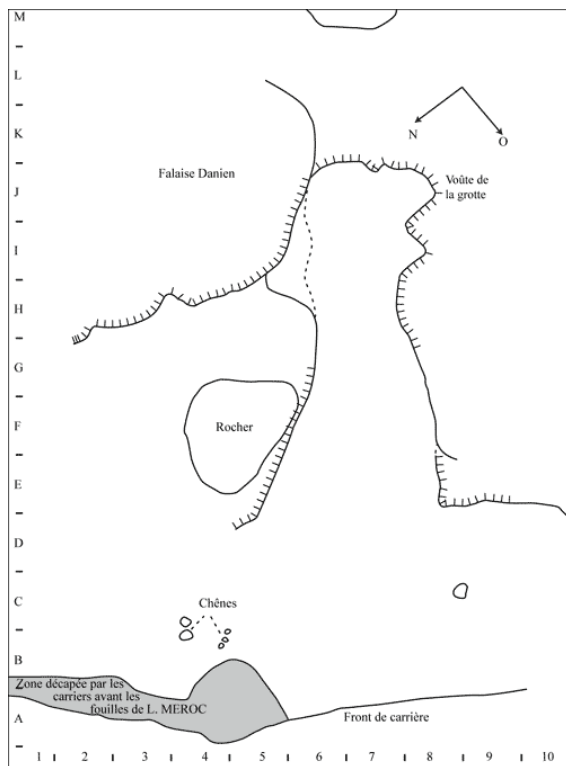 M
L
K
N
O
Falaise Danien
J
Voûte de
la grotte
I
H
G
F
Rocher
E
D
C
Chênes
B
Zone décapée par les
carriers avant les
fouilles de L. MEROC
A
Front de carrière
1 2 3 4 5 6 7 8 9 10